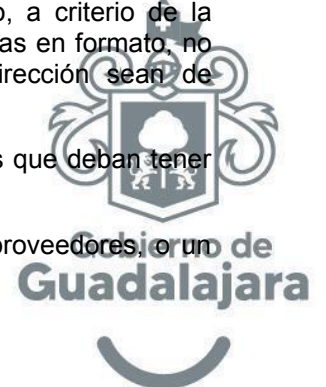 o, a criterio de la
as en formato, no
irección sean de
s que deban tener
proveedores, o un
Gobierno de
Guadalajara